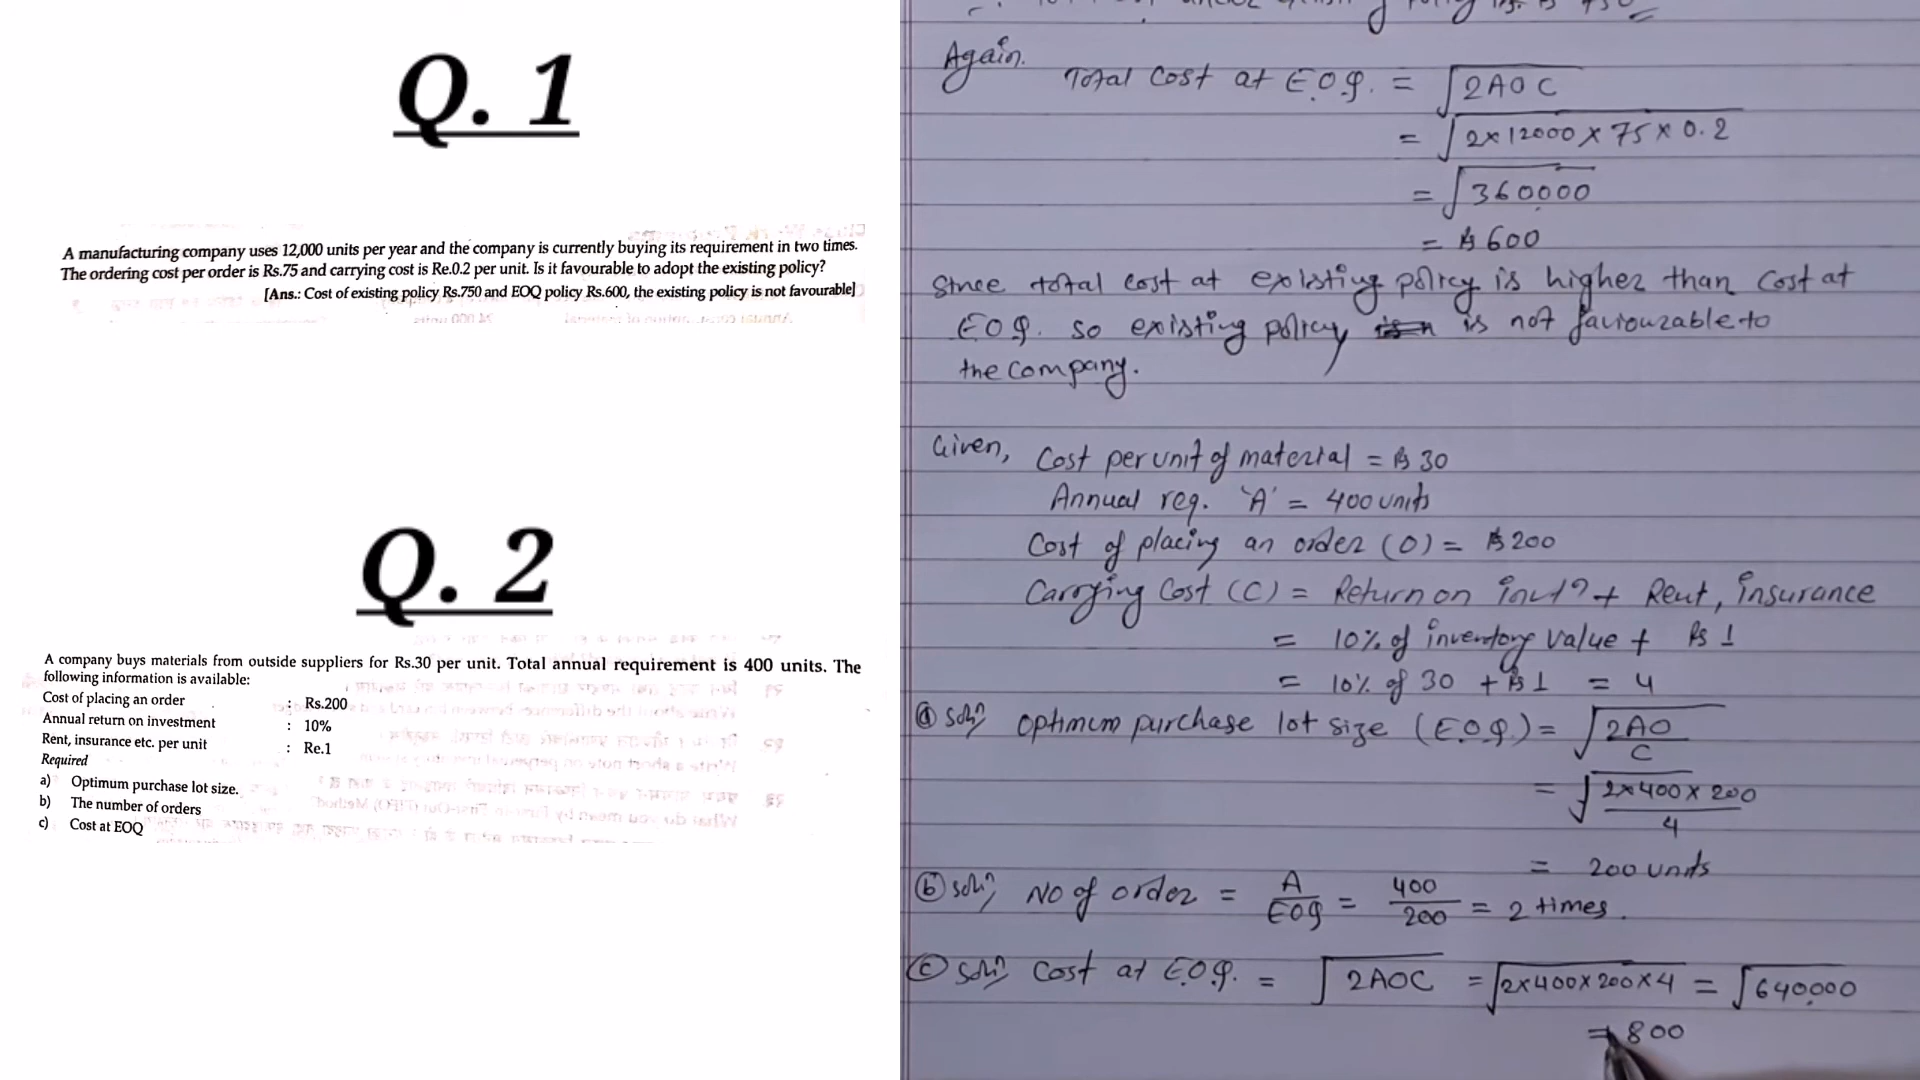 Q. 1
A manufacturing company uses 12,000 units per year and the company is currently buying its requirement in two times.
The ordering cost per order is Rs.75 and carrying cost is Re.0.2 per unit. Is it favourable to adopt the existing policy?
[Ans.: Cost of existing policy Rs.750 and EOQ policy Rs.600, the existing policy is not favourable]
Q. 2
A company buys materials from outside suppliers for Rs.30 per unit. Total annual requirement is 400 units. The
following information is available:
Cost of placing an order : Rs.200
Annual return on investment : 10%
Rent, insurance etc. per unit : Re.1
Required
a) Optimum purchase lot size.
b) The number of orders
c) Cost at EOQ
Again.
Total Cost at E.O.Q. = √2AOC
= √2×12000×75×0.2
= √360000
= Rs 600
Since total cost at existing policy is higher than cost at
E.O.Q. so existing policy is not faviourable to
the company.
Given, Cost per unit of material = Rs 30
Annual req. 'A' = 400 units
Cost of placing an order (O) = Rs 200
Carrying Cost (C) = Return on invt? + Rent, insurance
= 10% of inventory value + Rs 1
= 10% of 30 + Rs 1 = 4
(a) Soln, Optimum purchase lot size (E.O.Q.) = √2AO/C
= √2×400×200/4
= 200 units
(b) Soln, No of order = A/EOQ = 400/200 = 2 times.
(c) Soln, Cost at E.O.Q. = √2AOC = √2×400×200×4 = √640000
= 800